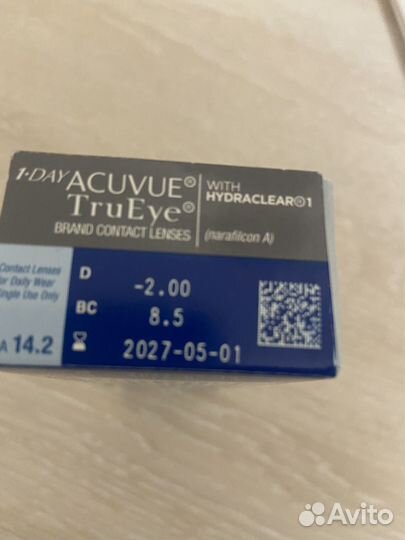 1·DAY ACUVUE®
TruEye®
BRAND CONTACT LENSES
WITH
HYDRACLEAR®1
(narafilcon A)
Contact Lenses
for Daily Wear
Single Use Only
D -2.00
BC 8.5
14.2
2027-05-01
Avito